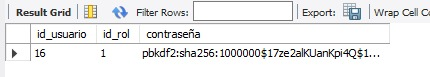 Result Grid Filter Rows: Export: Wrap Cell Co
id_usuario id_rol contraseña
16 1 pbkdf2:sha256:1000000$17ze2alKUanKpi4Q$1...